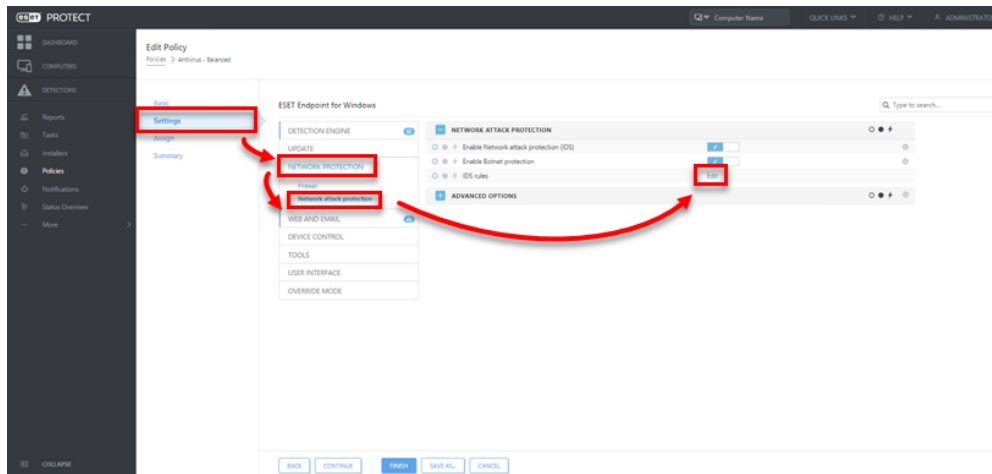 eset PROTECT
Computer Name
QUICK LINKS
HELP
ADMINISTRATO
DASHBOARD
COMPUTERS
DETECTIONS
Reports
Tasks
Installers
Policies
Notifications
Status Overview
More
COLLAPSE
Edit Policy
Policies > Antivirus - Balanced
Basic
Settings
Assign
Summary
ESET Endpoint for Windows
Type to search...
DETECTION ENGINE
UPDATE
NETWORK PROTECTION
Firewall
Network attack protection
WEB AND EMAIL
DEVICE CONTROL
TOOLS
USER INTERFACE
OVERRIDE MODE
NETWORK ATTACK PROTECTION
Enable Network attack protection (IDS)
Enable Botnet protection
IDS rules
Edit
ADVANCED OPTIONS
BACK
CONTINUE
FINISH
SAVE AS...
CANCEL